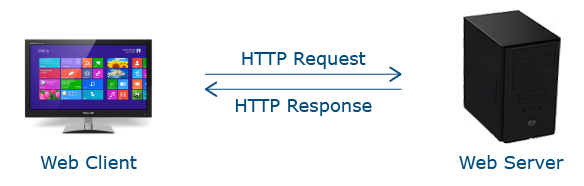 HTTP Request
HTTP Response
Web Client
Web Server